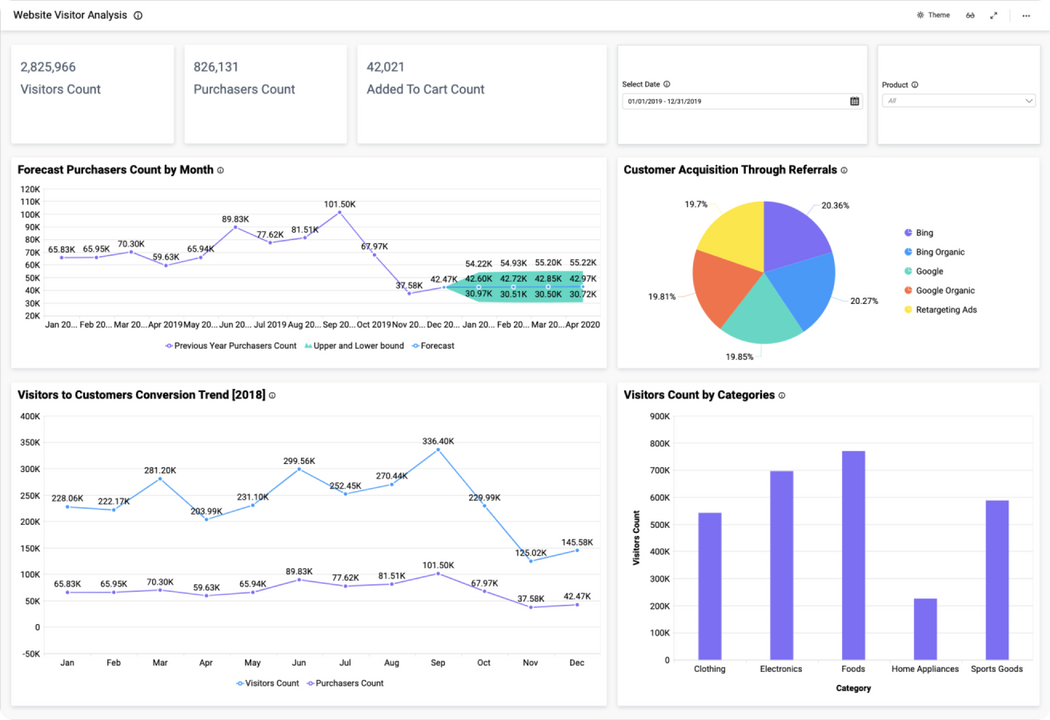 Website Visitor Analysis
Theme
2,825,966
Visitors Count
826,131
Purchasers Count
42,021
Added To Cart Count
Select Date
01/01/2019 - 12/31/2019
Product
All
Forecast Purchasers Count by Month
120K
110K
100K
90K
80K
70K
60K
50K
40K
30K
20K
65.83K 65.95K 70.30K 59.63K 65.94K 89.83K 77.62K 81.51K 101.50K 67.97K 37.58K 42.47K
54.22K 54.93K 55.20K 55.22K
42.60K 42.72K 42.85K 42.97K
30.97K 30.51K 30.50K 30.72K
Jan 20... Feb 20... Mar 20... Apr 2019 May 20... Jun 20... Jul 2019 Aug 20... Sep 20... Oct 2019 Nov 20... Dec 20... Jan 20... Feb 20... Mar 20... Apr 2020
Previous Year Purchasers Count Upper and Lower bound Forecast
Customer Acquisition Through Referrals
20.36%
20.27%
19.85%
19.81%
19.7%
Bing
Bing Organic
Google
Google Organic
Retargeting Ads
Visitors to Customers Conversion Trend [2018]
400K
350K
300K
250K
200K
150K
100K
50K
0
-50K
228.06K 222.17K 281.20K 203.99K 231.10K 299.56K 252.45K 270.44K 336.40K 229.99K 125.02K 145.58K
65.83K 65.95K 70.30K 59.63K 65.94K 89.83K 77.62K 81.51K 101.50K 67.97K 37.58K 42.47K
Jan Feb Mar Apr May Jun Jul Aug Sep Oct Nov Dec
Visitors Count Purchasers Count
Visitors Count by Categories
Visitors Count
900K
800K
700K
600K
500K
400K
300K
200K
100K
0
Clothing Electronics Foods Home Appliances Sports Goods
Category